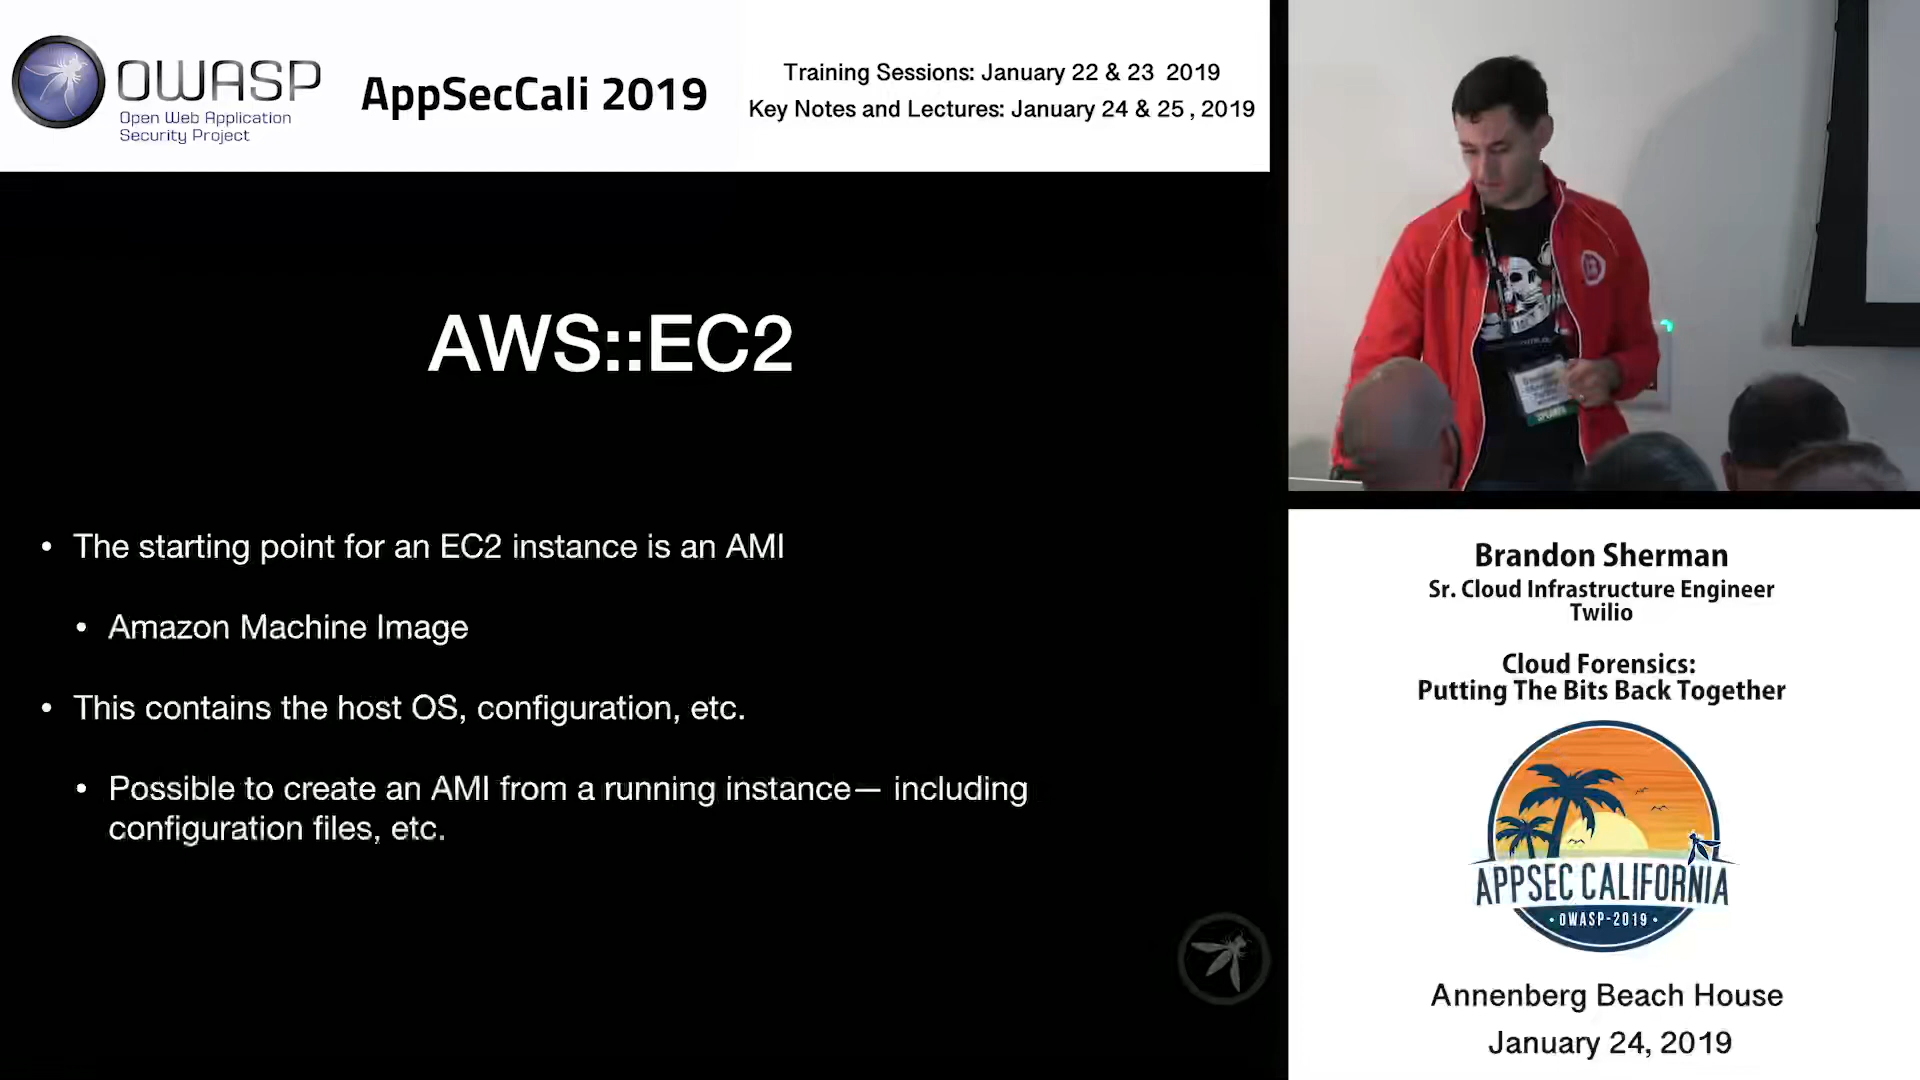 OWASP
Open Web Application
Security Project
AppSecCali 2019
Training Sessions: January 22 & 23 2019
Key Notes and Lectures: January 24 & 25 , 2019
AWS::EC2
• The starting point for an EC2 instance is an AMI
• Amazon Machine Image
• This contains the host OS, configuration, etc.
• Possible to create an AMI from a running instance— including
configuration files, etc.
Brandon Sherman
Sr. Cloud Infrastructure Engineer
Twilio
Cloud Forensics:
Putting The Bits Back Together
APPSEC CALIFORNIA
• OWASP-2019 •
Annenberg Beach House
January 24, 2019